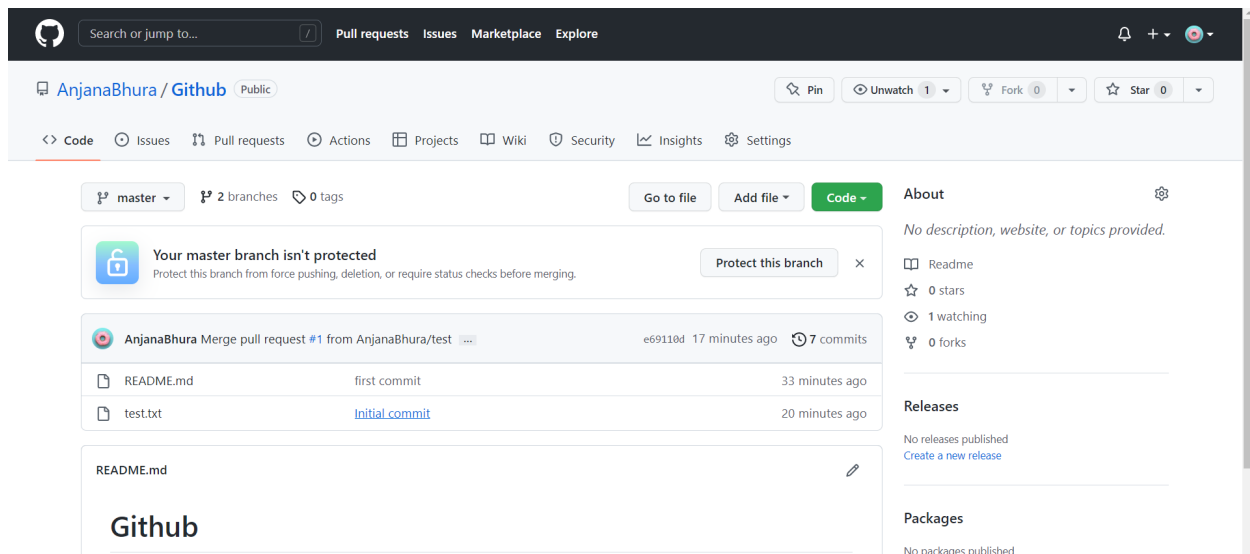 Search or jump to... /
Pull requests Issues Marketplace Explore
AnjanaBhura / Github Public
Pin Unwatch 1 Fork 0 Star 0
Code Issues Pull requests Actions Projects Wiki Security Insights Settings
master 2 branches 0 tags Go to file Add file Code
Your master branch isn't protected
Protect this branch from force pushing, deletion, or require status checks before merging.
Protect this branch
AnjanaBhura Merge pull request #1 from AnjanaBhura/test ... e69110d 17 minutes ago 7 commits
README.md first commit 33 minutes ago
test.txt Initial commit 20 minutes ago
README.md
Github
About
No description, website, or topics provided.
Readme
0 stars
1 watching
0 forks
Releases
No releases published
Create a new release
Packages
No packages published